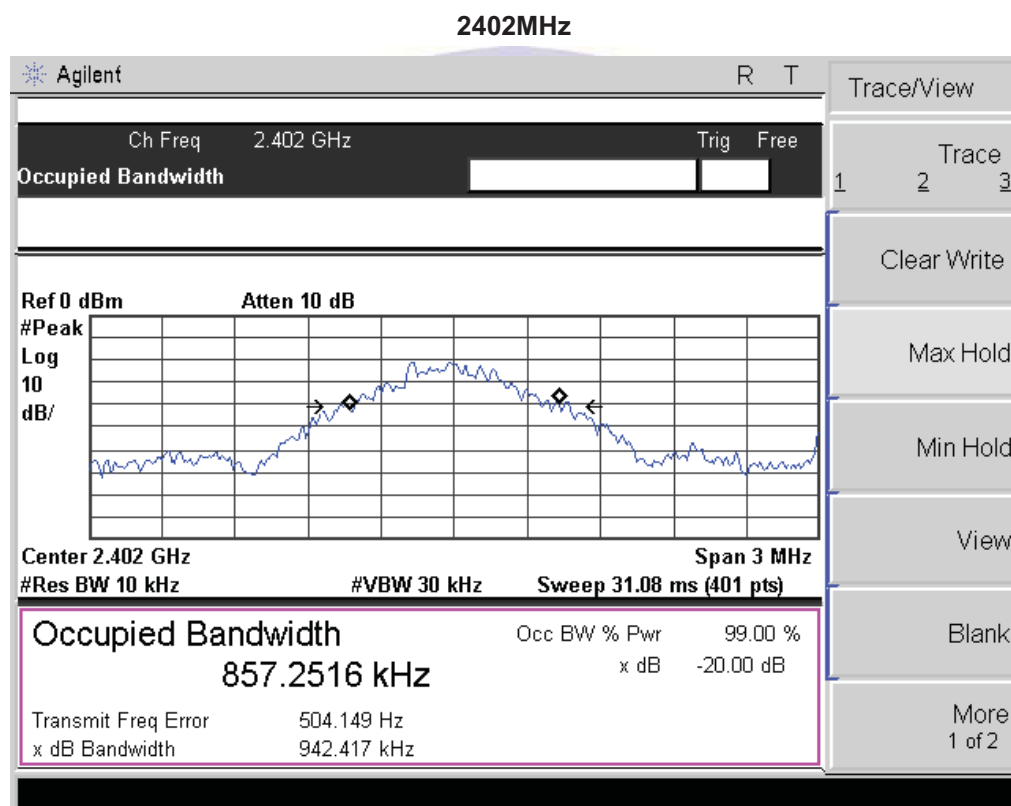 2402MHz
Agilent
R T
Ch Freq 2.402 GHz Trig Free
Occupied Bandwidth
Ref 0 dBm Atten 10 dB
#Peak
Log
10
dB/
Center 2.402 GHz Span 3 MHz
#Res BW 10 kHz #VBW 30 kHz Sweep 31.08 ms (401 pts)
Occupied Bandwidth Occ BW % Pwr 99.00 %
857.2516 kHz x dB -20.00 dB
Transmit Freq Error 504.149 Hz
x dB Bandwidth 942.417 kHz
Trace/View
Trace
1 2 3
Clear Write
Max Hold
Min Hold
View
Blank
More
1 of 2